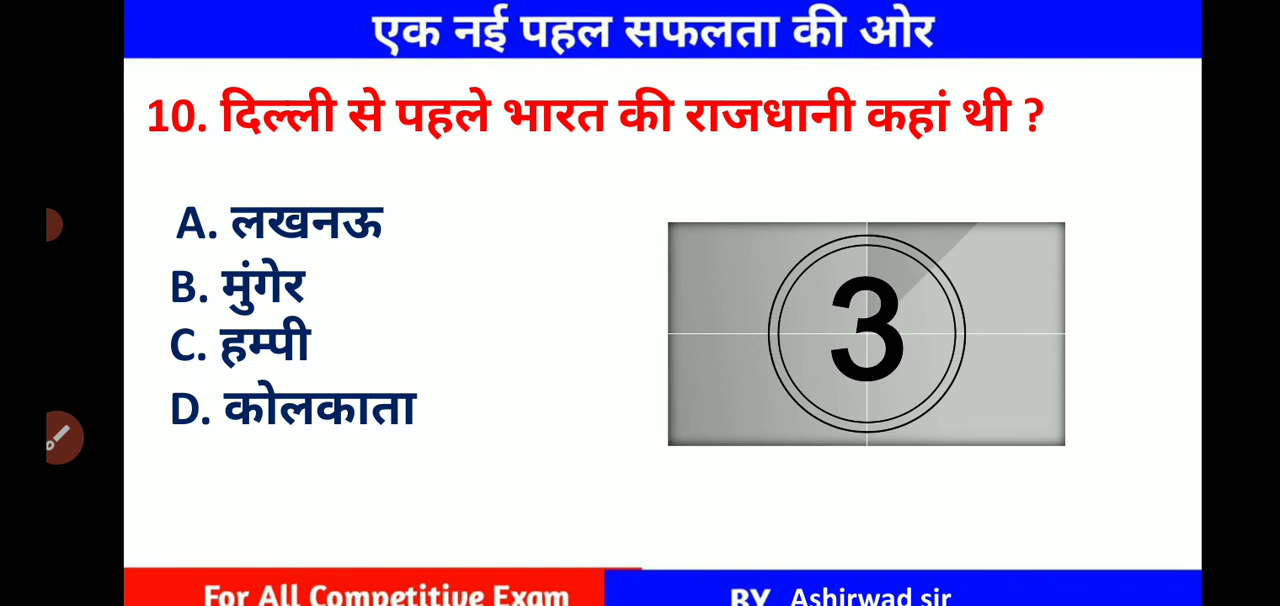 एक नई पहल सफलता की ओर
10. दिल्ली से पहले भारत की राजधानी कहां थी ?
A. लखनऊ
B. मुंगेर
C. हम्पी
D. कोलकाता
3
For All Competitive Exam
BY Ashirwad sir